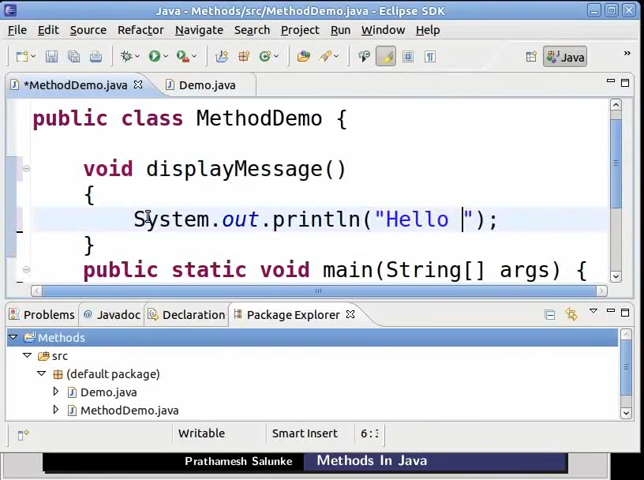 Java - Methods/src/MethodDemo.java - Eclipse SDK
File Edit Source Refactor Navigate Search Project Run Window Help
Java
*MethodDemo.java Demo.java
public class MethodDemo {
void displayMessage()
{
System.out.println("Hello ");
}
public static void main(String[] args) {
Problems Javadoc Declaration Package Explorer
Methods
src
(default package)
Demo.java
MethodDemo.java
Writable Smart Insert
Prathamesh Salunke Methods In Java